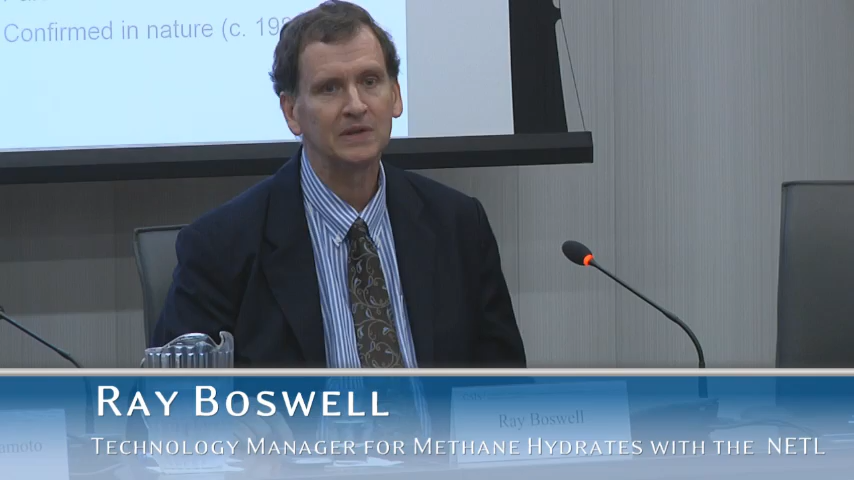 Confirmed in nature (c. 19
RAY BOSWELL
Ray Boswell
amoto
TECHNOLOGY MANAGER FOR METHANE HYDRATES WITH THE NETL